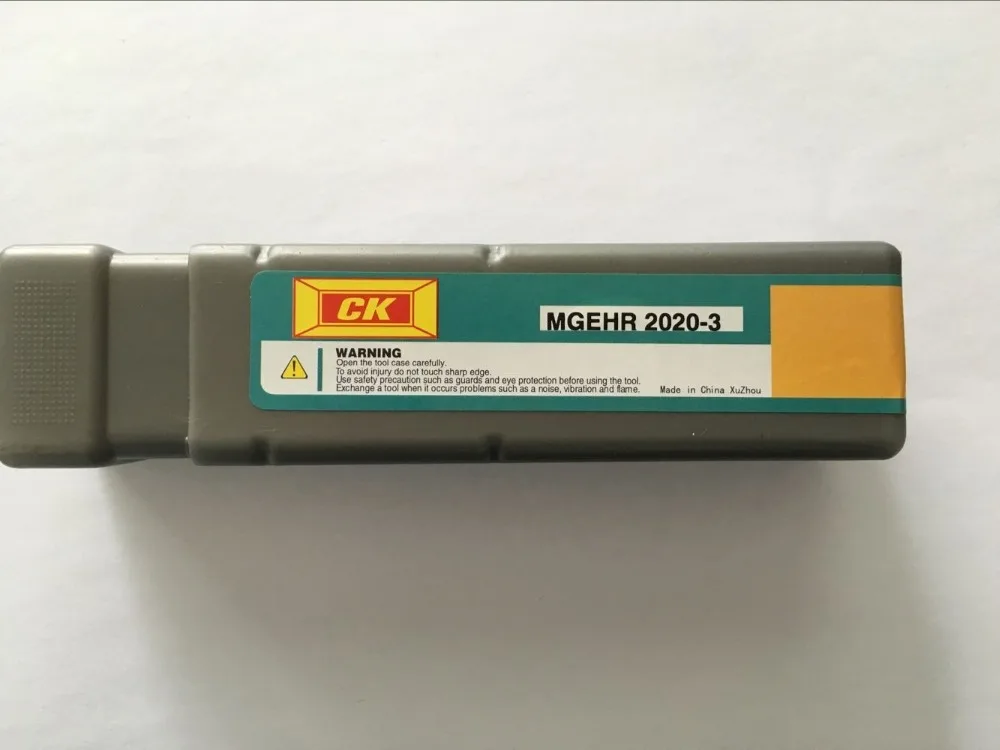 CK
MGEHR 2020-3
WARNING
Open the tool case carefully.
To avoid injury do not touch sharp edge.
Use safety precaution such as guards and eye protection before using the tool.
Exchange a tool when it occurs problems such as a noise, vibration and flame.
Made in China XuZhou